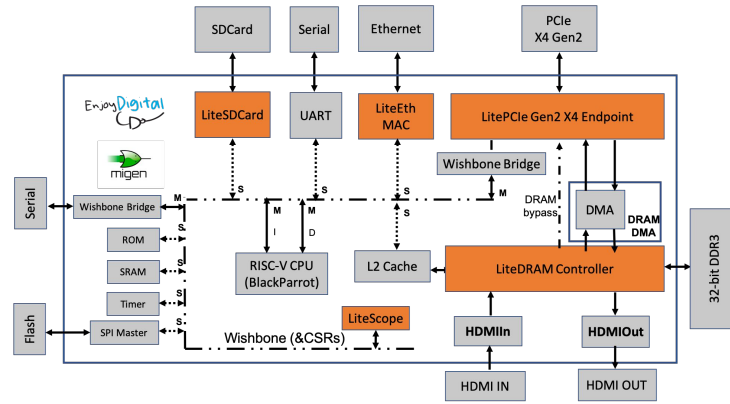 SDCard
Serial
Ethernet
PCIe
X4 Gen2
EnjoyDigital
LiteSDCard
UART
LiteEth
MAC
LitePCIe Gen2 X4 Endpoint
migen
Wishbone Bridge
S
S
S
M
Serial
Wishbone Bridge
M
M
M
S
DRAM
bypass
DMA
DRAM
DMA
ROM
S
I
D
SRAM
S
RISC-V CPU
(BlackParrot)
L2 Cache
LiteDRAM Controller
32-bit DDR3
Timer
S
Flash
SPI Master
S
LiteScope
Wishbone (&CSRs)
HDMIIn
HDMIOut
HDMI IN
HDMI OUT